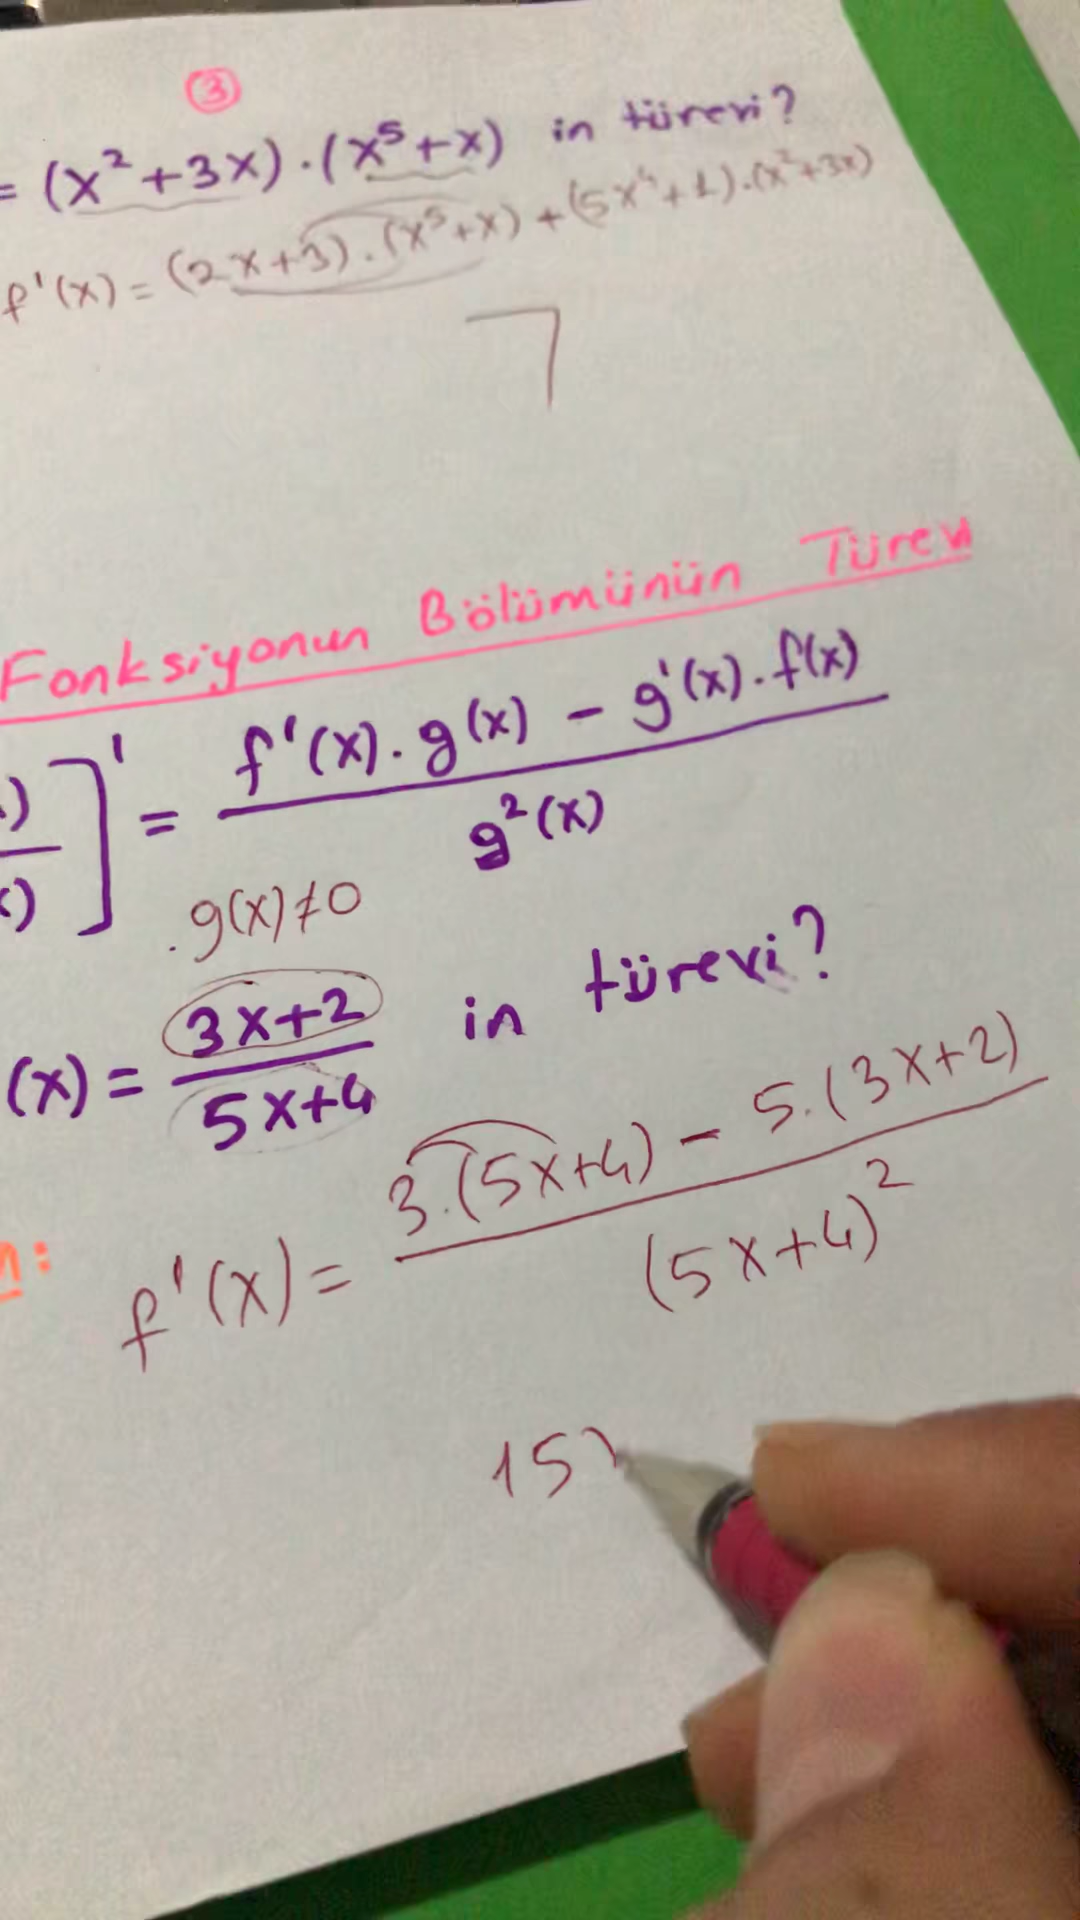 ③
= (x² + 3x) . (x⁵ + x) in türevi?
f'(x) = (2x+3) . (x⁵+x) + (5x⁴+1).(x²+3x)
Fonksiyonun Bölümünün Türevi
]' = f'(x) . g(x) − g'(x) . f(x)
g²(x)
. g(x)≠0
3x+2
(x) = in türevi?
5x+4
3.(5x+4) − 5.(3x+2)
f'(x) =
(5x+4)²
15